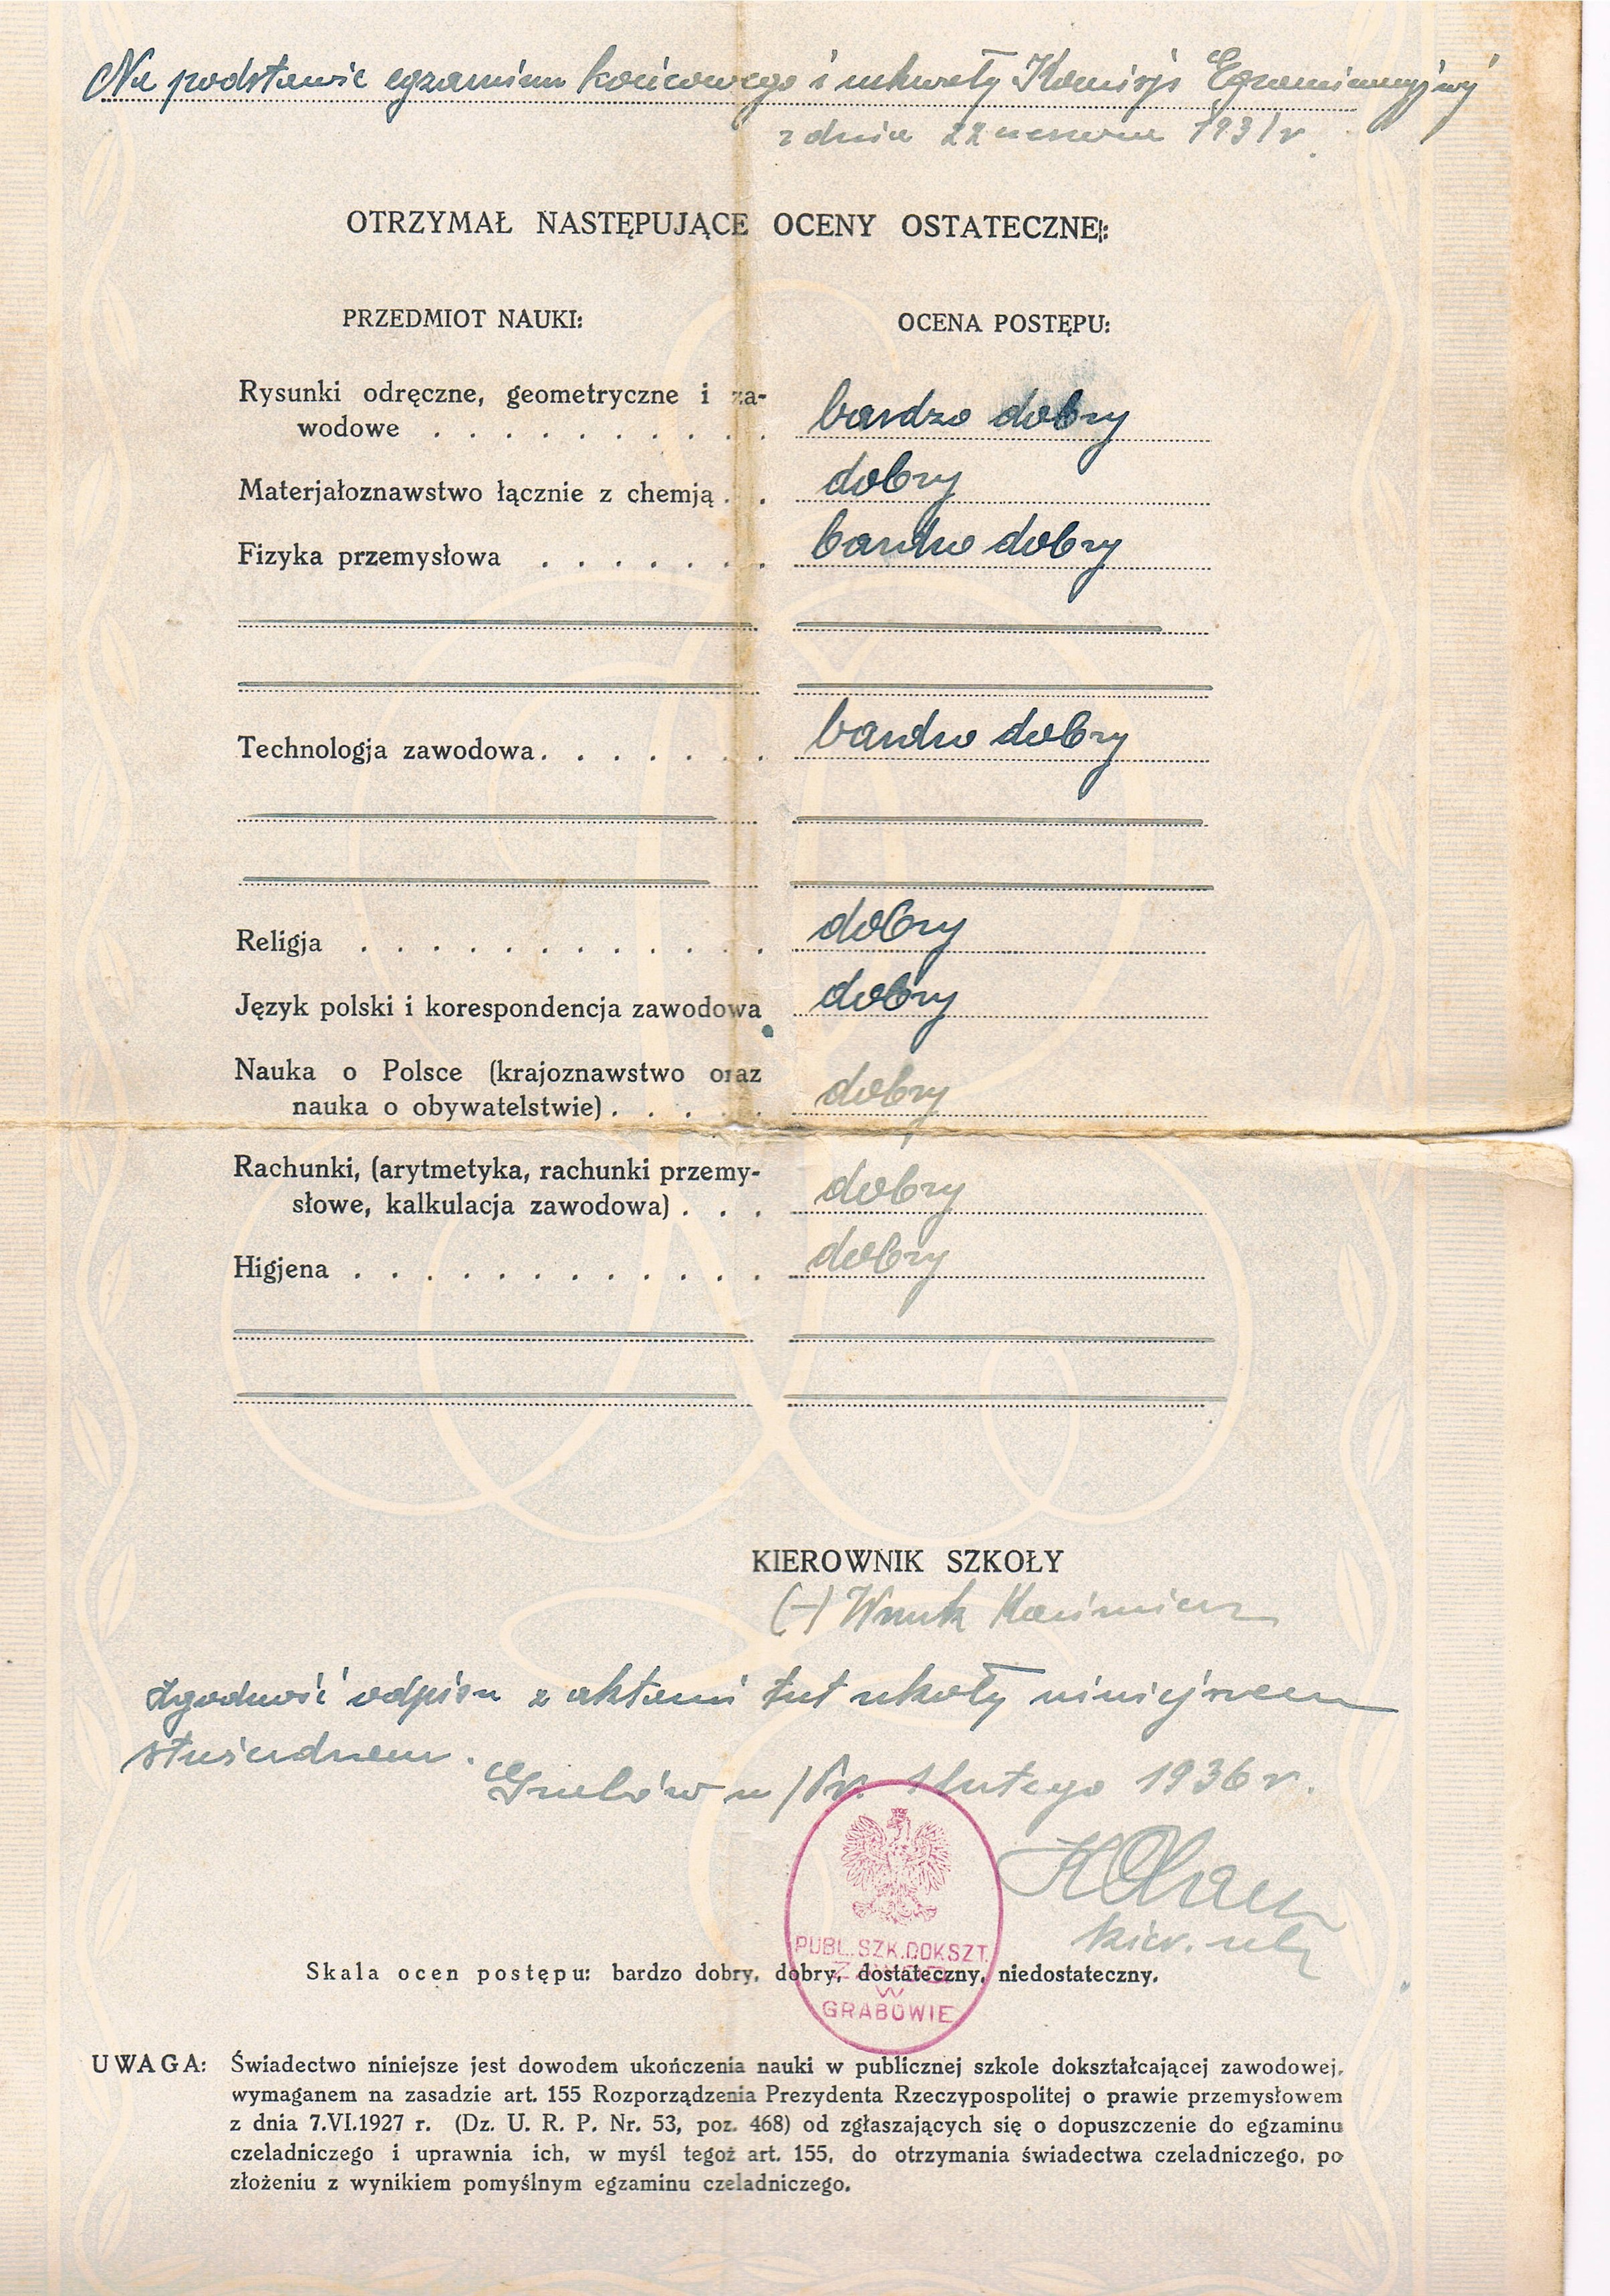 Na podstawie egzaminu końcowego i uchwały Komisji Egzaminacyjnej
z dnia 22 czerwca 1931 r.
OTRZYMAŁ NASTĘPUJĄCE OCENY OSTATECZNE:
PRZEDMIOT NAUKI: OCENA POSTĘPU:
Rysunki odręczne, geometryczne i za-
wodowe . . . . . . . . . . bardzo dobry
Materjałoznawstwo łącznie z chemją . . dobry
Fizyka przemysłowa . . . . . . . bardzo dobry
Technologja zawodowa . . . . . . . bardzo dobry
Religja . . . . . . . . . . . . dobry
Język polski i korespondencja zawodowa dobry
Nauka o Polsce (krajoznawstwo oraz
nauka o obywatelstwie) . . . . . dobry
Rachunki, (arytmetyka, rachunki przemy-
słowe, kalkulacja zawodowa) . . . dobry
Higjena . . . . . . . . . . . . dobry
KIEROWNIK SZKOŁY
(-) Wnuk Kazimierz
Zgodność odpisu z aktami tut szkoły niniejszem
stwierdzam.
Grabów n/Pr. 1 lutego 1936 r.
kier. szkoły
PUBL. SZK. DOKSZT.
ZAWOD.
W
GRABOWIE
Skala ocen postępu: bardzo dobry, dobry, dostateczny, niedostateczny.
UWAGA: Świadectwo niniejsze jest dowodem ukończenia nauki w publicznej szkole dokształcającej zawodowej,
wymaganem na zasadzie art. 155 Rozporządzenia Prezydenta Rzeczypospolitej o prawie przemysłowem
z dnia 7.VI.1927 r. (Dz. U. R. P. Nr. 53, poz. 468) od zgłaszających się o dopuszczenie do egzaminu
czeladniczego i uprawnia ich, w myśl tegoż art. 155, do otrzymania świadectwa czeladniczego, po
złożeniu z wynikiem pomyślnym egzaminu czeladniczego.